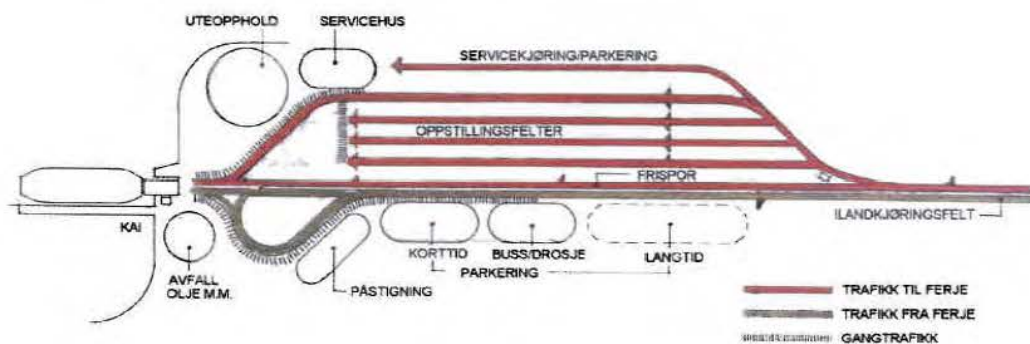 UTEOPPHOLD
SERVICEHUS
SERVICEKJØRING/PARKERING
OPPSTILLINGSFELTER
FRISPOR
ILANDKJØRINGSFELT
KAI
AVFALL
OLJE M.M.
PÅSTIGNING
KORTTID
BUSS/DROSJE
LANGTID
PARKERING
TRAFIKK TIL FERJE
TRAFIKK FRA FERJE
GANGTRAFIKK